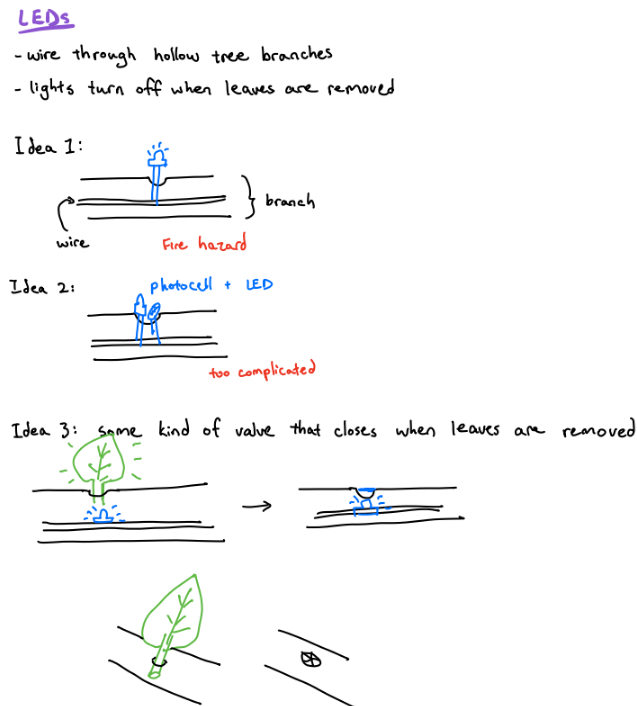 LEDs
- wire through hollow tree branches
- lights turn off when leaves are removed
Idea 1:
branch
wire
Fire hazard
Idea 2:
photocell + LED
too complicated
Idea 3: some kind of value that closes when leaves are removed